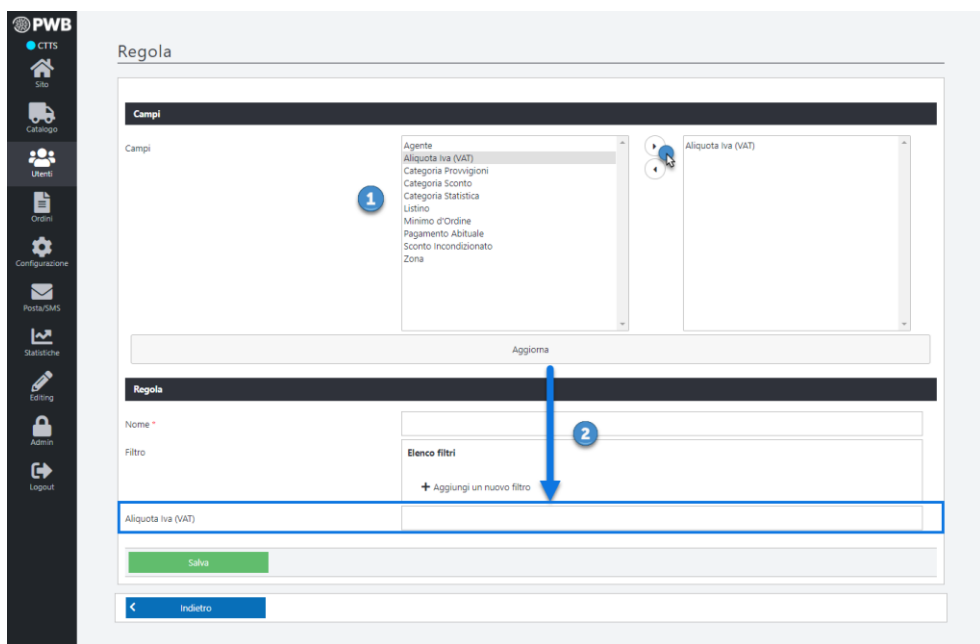 PWB
CTTS
Sito
Catalogo
Utenti
Ordini
Configurazione
Posta/SMS
Statistiche
Editing
Admin
Logout
Regola
Campi
Campi
Agente
Aliquota Iva (VAT)
Categoria Provvigioni
Categoria Sconto
Categoria Statistica
Listino
Minimo d'Ordine
Pagamento Abituale
Sconto Incondizionato
Zona
Aliquota Iva (VAT)
1
Aggiorna
Regola
Nome *
2
Filtro
Elenco filtri
+ Aggiungi un nuovo filtro
Aliquota Iva (VAT)
Salva
Indietro